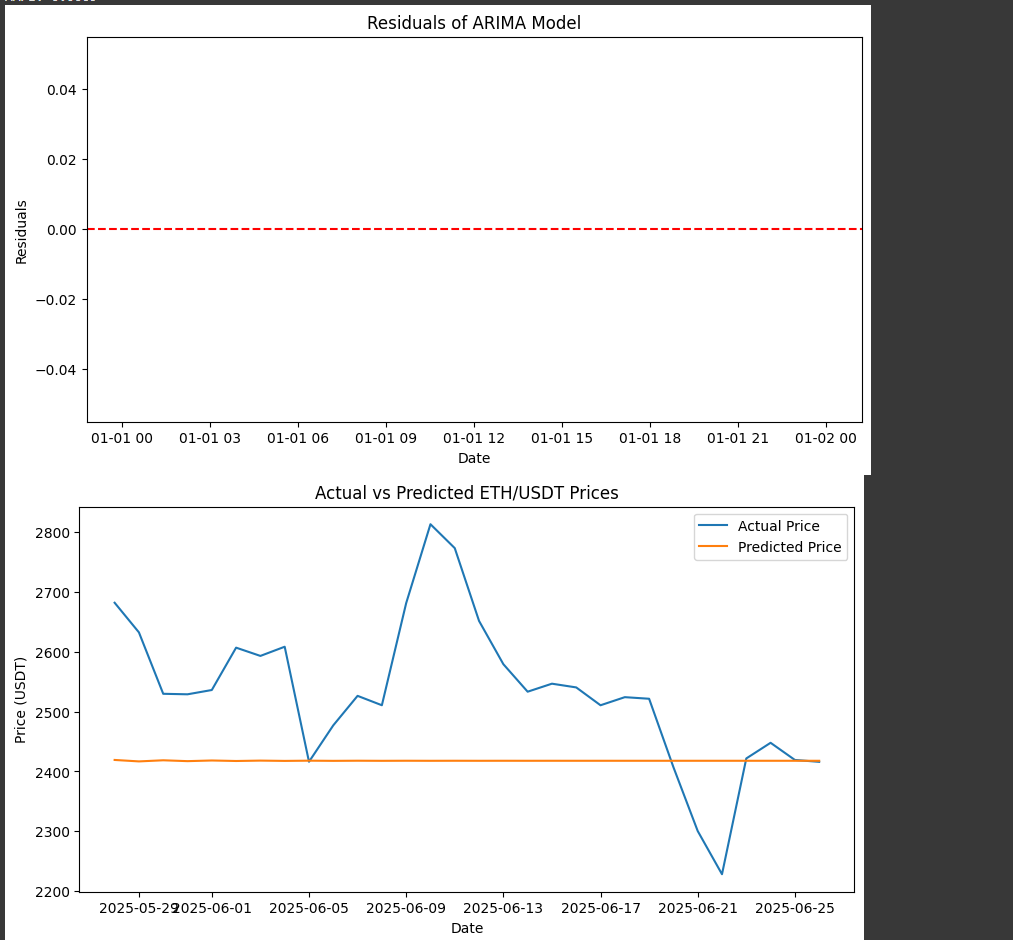 Residuals of ARIMA Model
0.04
0.02
0.00
−0.02
−0.04
Residuals
01-01 00 01-01 03 01-01 06 01-01 09 01-01 12 01-01 15 01-01 18 01-01 21 01-02 00
Date
Actual vs Predicted ETH/USDT Prices
Actual Price
Predicted Price
2800
2700
2600
2500
2400
2300
2200
Price (USDT)
2025-05-29 2025-06-01 2025-06-05 2025-06-09 2025-06-13 2025-06-17 2025-06-21 2025-06-25
Date